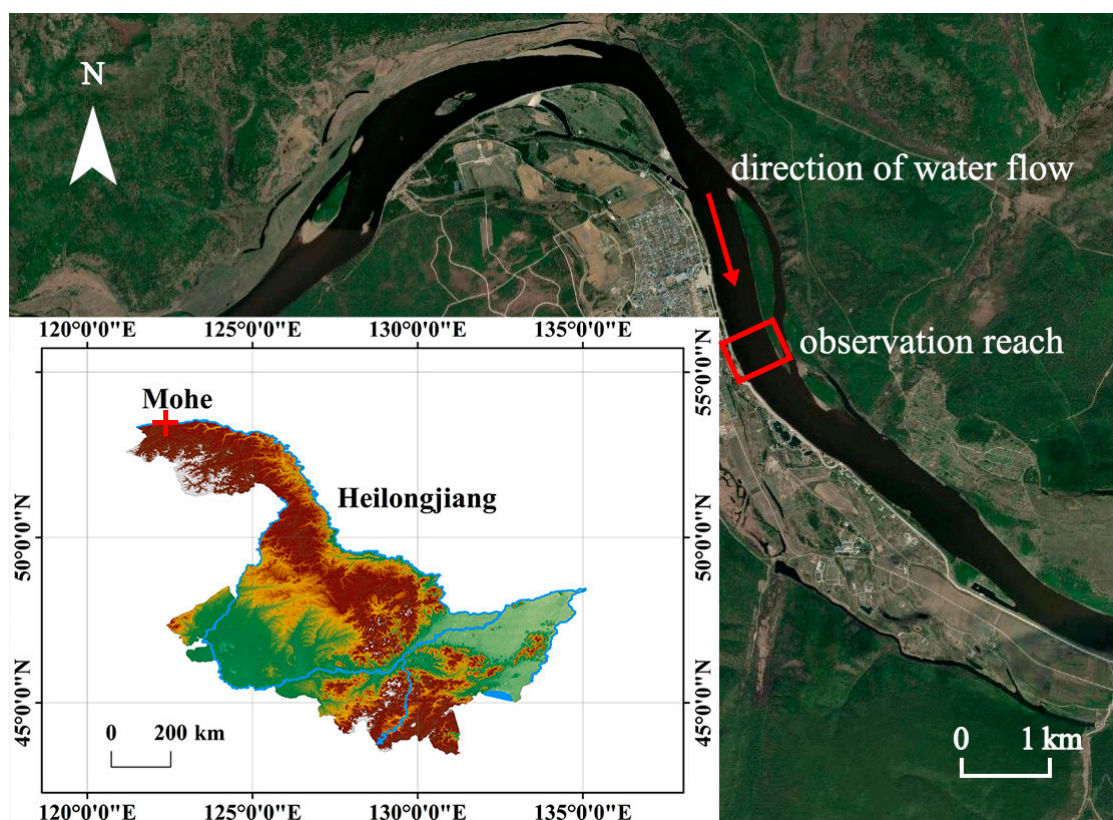 N
direction of water flow
observation reach
120°0'0"E 125°0'0"E 130°0'0"E 135°0'0"E
55°0'0"N
Mohe
Heilongjiang
50°0'0"N 50°0'0"N
45°0'0"N 45°0'0"N
0 200 km
0 1 km
120°0'0"E 125°0'0"E 130°0'0"E 135°0'0"E